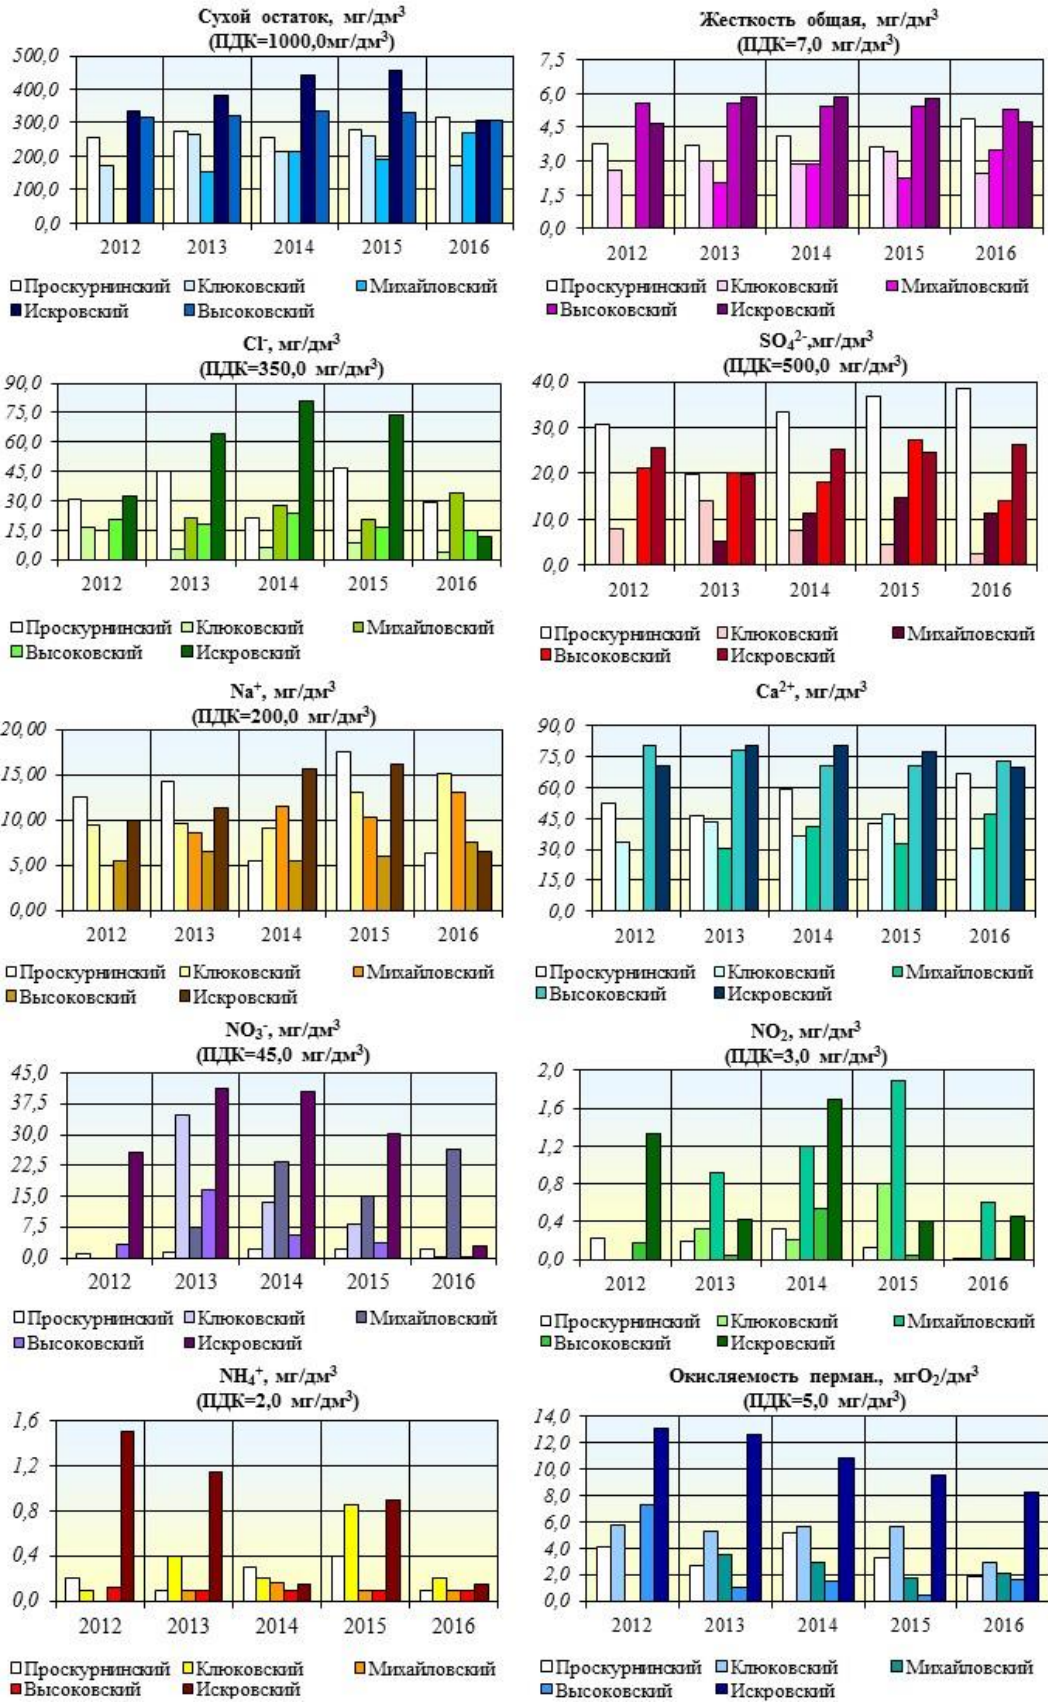 Сухой остаток, мг/дм³
(ПДК=1000,0мг/дм³)
500,0
400,0
300,0
200,0
100,0
0,0
2012 2013 2014 2015 2016
Проскурнинский Клюковский Михайловский
Искровский Высоковский
Жесткость общая, мг/дм³
(ПДК=7,0 мг/дм³)
7,5
6,0
4,5
3,0
1,5
0,0
2012 2013 2014 2015 2016
Проскурнинский Клюковский Михайловский
Высоковский Искровский
Cl⁻, мг/дм³
(ПДК=350,0 мг/дм³)
90,0
75,0
60,0
45,0
30,0
15,0
0,0
2012 2013 2014 2015 2016
Проскурнинский Клюковский Михайловский
Высоковский Искровский
SO₄²⁻,мг/дм³
(ПДК=500,0 мг/дм³)
40,0
30,0
20,0
10,0
0,0
2012 2013 2014 2015 2016
Проскурнинский Клюковский Михайловский
Высоковский Искровский
Na⁺, мг/дм³
(ПДК=200,0 мг/дм³)
20,00
15,00
10,00
5,00
0,00
2012 2013 2014 2015 2016
Проскурнинский Клюковский Михайловский
Высоковский Искровский
Ca²⁺, мг/дм³
90,0
75,0
60,0
45,0
30,0
15,0
0,0
2012 2013 2014 2015 2016
Проскурнинский Клюковский Михайловский
Высоковский Искровский
NO₃⁻, мг/дм³
(ПДК=45,0 мг/дм³)
45,0
37,5
30,0
22,5
15,0
7,5
0,0
2012 2013 2014 2015 2016
Проскурнинский Клюковский Михайловский
Высоковский Искровский
NO₂, мг/дм³
(ПДК=3,0 мг/дм³)
2,0
1,6
1,2
0,8
0,4
0,0
2012 2013 2014 2015 2016
Проскурнинский Клюковский Михайловский
Высоковский Искровский
NH₄⁺, мг/дм³
(ПДК=2,0 мг/дм³)
1,6
1,2
0,8
0,4
0,0
2012 2013 2014 2015 2016
Проскурнинский Клюковский Михайловский
Высоковский Искровский
Окисляемость перман., мгО₂/дм³
(ПДК=5,0 мг/дм³)
14,0
12,0
10,0
8,0
6,0
4,0
2,0
0,0
2012 2013 2014 2015 2016
Проскурнинский Клюковский Михайловский
Высоковский Искровский